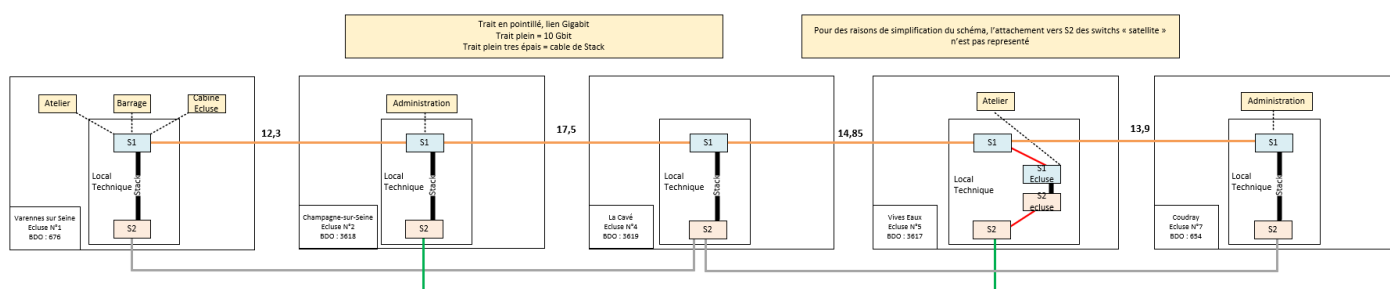 Trait en pointillé, lien Gigabit
Trait plein = 10 Gbit
Trait plein tres épais = cable de Stack
Pour des raisons de simplification du schéma, l'attachement vers S2 des switchs « satellite »
n'est pas representé
Atelier
Barrage
Cabine
Ecluse
S1
Local
Technique
Stack
S2
Varennes sur Seine
Ecluse N°1
BDO : 676
12,3
Administration
S1
Local
Technique
Stack
S2
Champagne-sur-Seine
Ecluse N°2
BDO : 3618
17,5
S1
Local
Technique
Stack
S2
La Cavé
Ecluse N°4
BDO : 3619
14,85
Atelier
S1
S1
Ecluse
Local
Technique
S2
ecluse
S2
Vives Eaux
Ecluse N°5
BDO : 3617
13,9
Administration
S1
Local
Technique
Stack
S2
Coudray
Ecluse N°7
BDO : 654